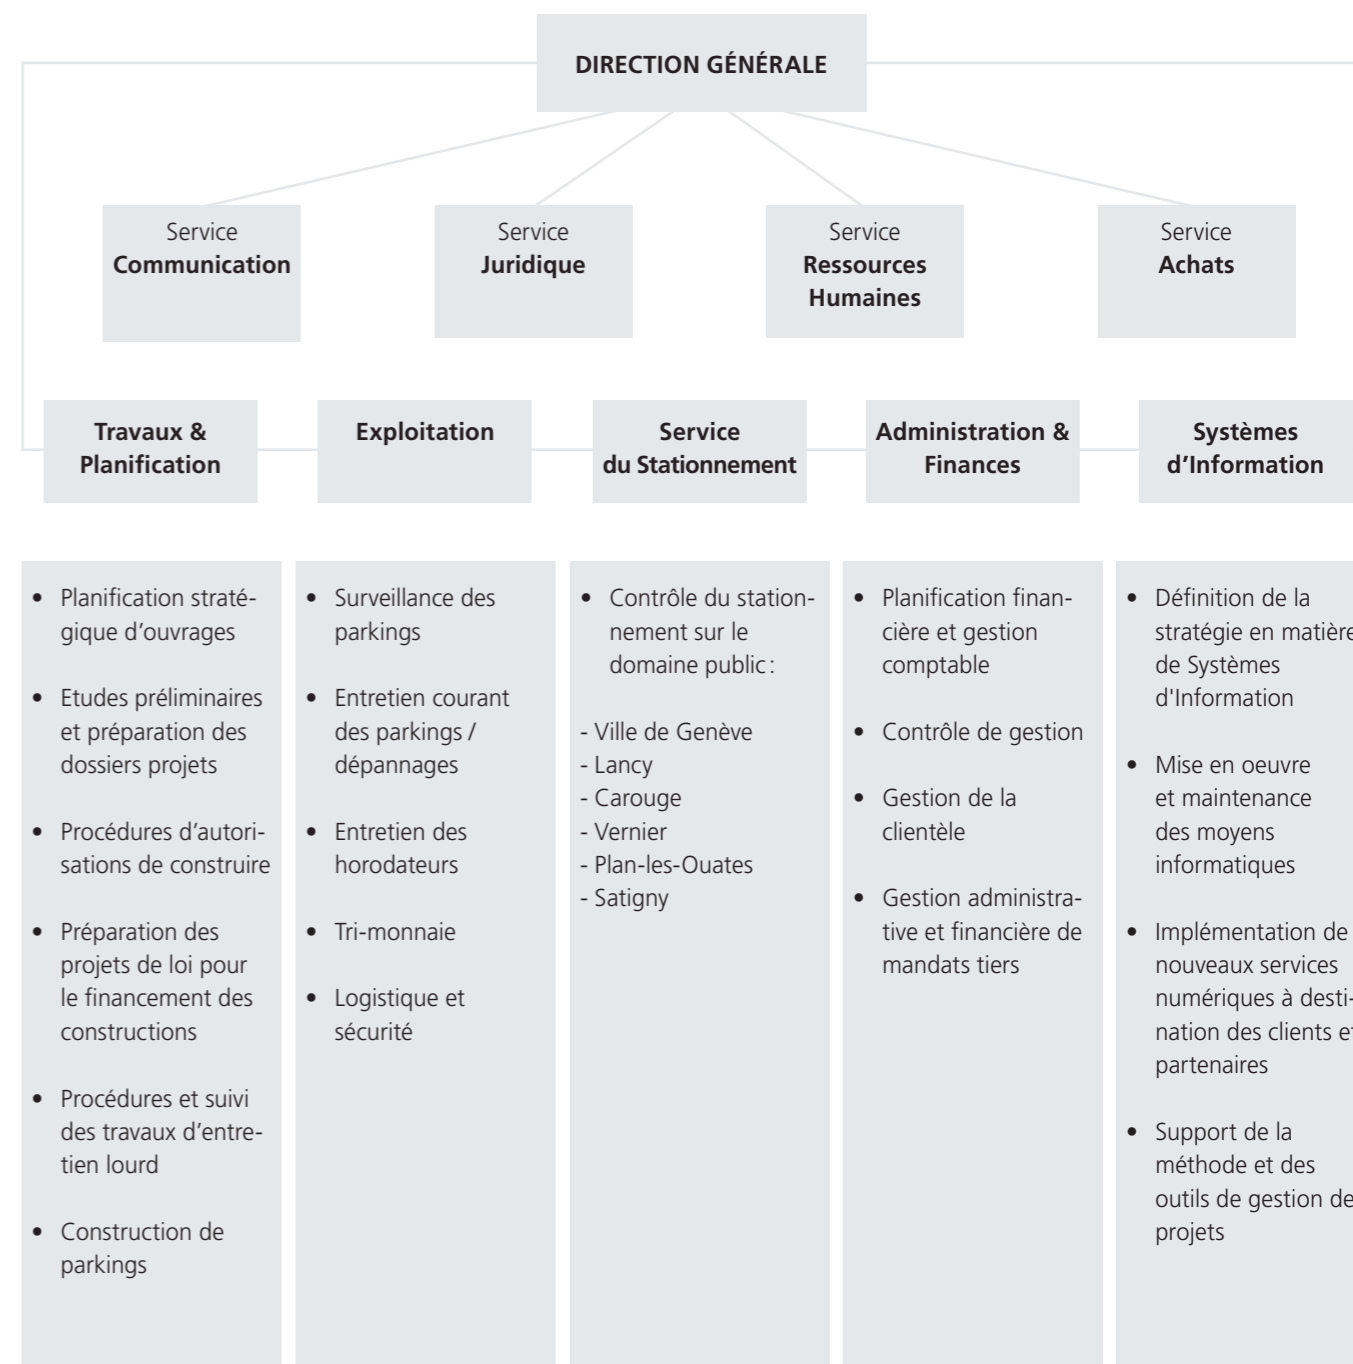 DIRECTION GÉNÉRALE
Service
Communication
Service
Juridique
Service
Ressources
Humaines
Service
Achats
Travaux &
Planification
Exploitation
Service
du Stationnement
Administration &
Finances
Systèmes
d’Information
• Planification straté-
gique d’ouvrages
• Etudes préliminaires
et préparation des
dossiers projets
• Procédures d’autori-
sations de construire
• Préparation des
projets de loi pour
le financement des
constructions
• Procédures et suivi
des travaux d’entre-
tien lourd
• Construction de
parkings
• Surveillance des
parkings
• Entretien courant
des parkings /
dépannages
• Entretien des
horodateurs
• Tri-monnaie
• Logistique et
sécurité
• Contrôle du station-
nement sur le
domaine public :
- Ville de Genève
- Lancy
- Carouge
- Vernier
- Plan-les-Ouates
- Satigny
• Planification finan-
cière et gestion
comptable
• Contrôle de gestion
• Gestion de la
clientèle
• Gestion administra-
tive et financière de
mandats tiers
• Définition de la
stratégie en matière
de Systèmes
d'Information
• Mise en oeuvre
et maintenance
des moyens
informatiques
• Implémentation de
nouveaux services
numériques à desti-
nation des clients et
partenaires
• Support de la
méthode et des
outils de gestion de
projets